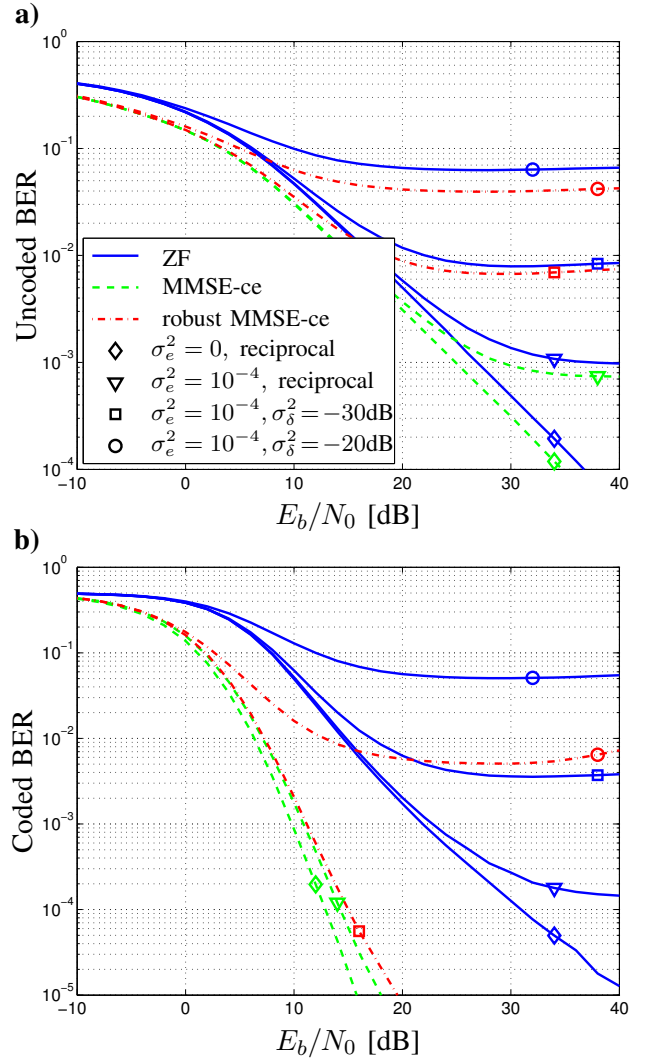 a)
10^0
10^-1
10^-2
10^-3
10^-4
Uncoded BER
ZF
MMSE-ce
robust MMSE-ce
σ_e^2 = 0, reciprocal
σ_e^2 = 10^-4, reciprocal
σ_e^2 = 10^-4, σ_δ^2 = −30dB
σ_e^2 = 10^-4, σ_δ^2 = −20dB
-10 0 10 20 30 40
E_b/N_0 [dB]
b)
10^0
10^-1
10^-2
10^-3
10^-4
10^-5
Coded BER
-10 0 10 20 30 40
E_b/N_0 [dB]